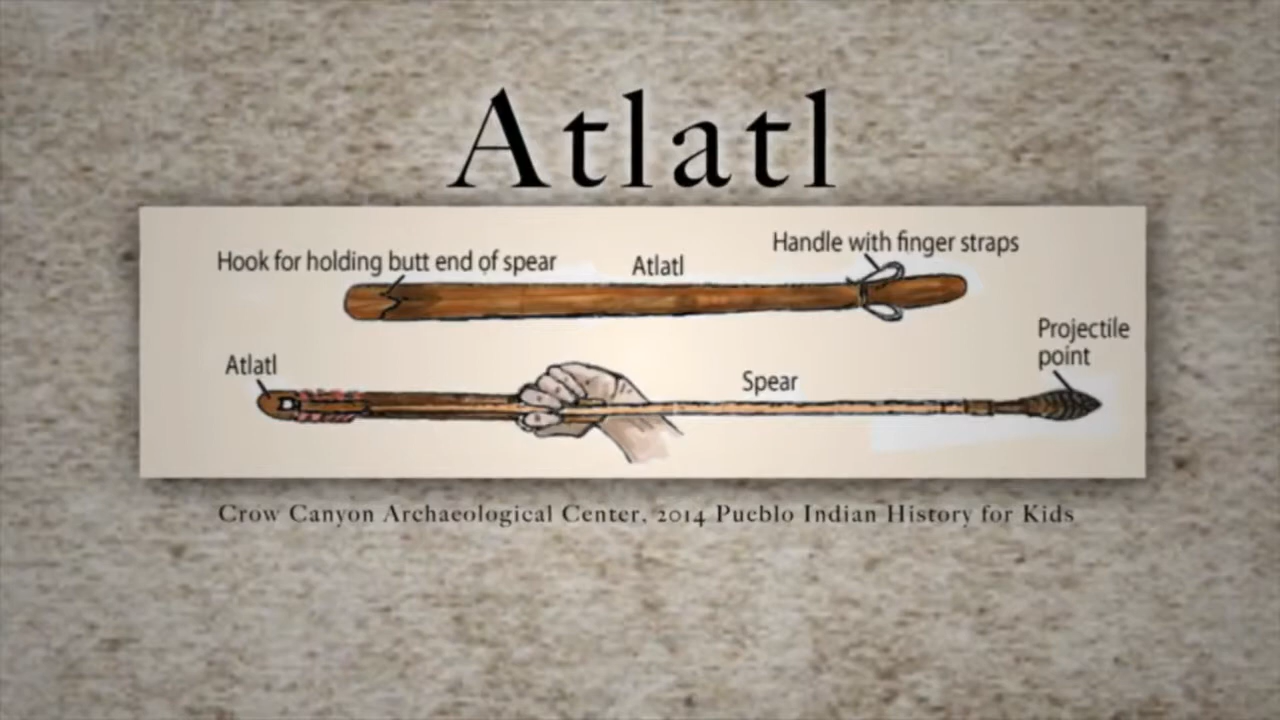 Atlatl
Handle with finger straps
Hook for holding butt end of spear
Atlatl
Projectile
point
Atlatl
Spear
Crow Canyon Archaeological Center, 2014 Pueblo Indian History for Kids